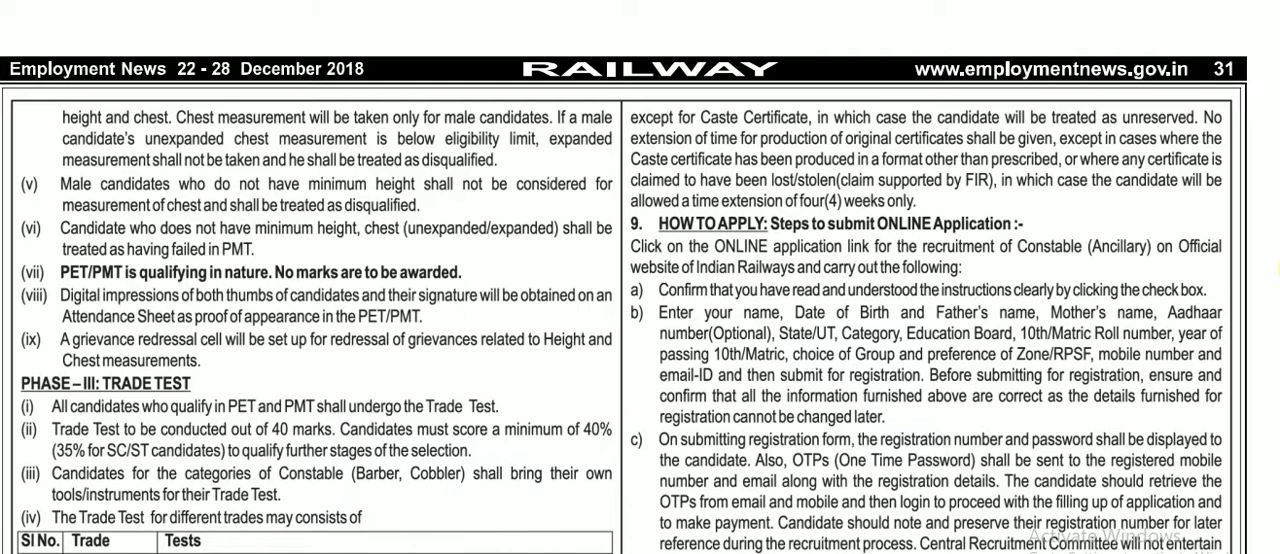 Employment News 22 - 28 December 2018
RAILWAY
www.employmentnews.gov.in 31
height and chest. Chest measurement will be taken only for male candidates. If a male
candidate's unexpanded chest measurement is below eligibility limit, expanded
measurement shall not be taken and he shall be treated as disqualified.
(v) Male candidates who do not have minimum height shall not be considered for
measurement of chest and shall be treated as disqualified.
(vi) Candidate who does not have minimum height, chest (unexpanded/expanded) shall be
treated as having failed in PMT.
(vii) PET/PMT is qualifying in nature. No marks are to be awarded.
(viii) Digital impressions of both thumbs of candidates and their signature will be obtained on an
Attendance Sheet as proof of appearance in the PET/PMT.
(ix) A grievance redressal cell will be set up for redressal of grievances related to Height and
Chest measurements.
PHASE – III: TRADE TEST
(i) All candidates who qualify in PET and PMT shall undergo the Trade Test.
(ii) Trade Test to be conducted out of 40 marks. Candidates must score a minimum of 40%
(35% for SC/ST candidates) to qualify further stages of the selection.
(iii) Candidates for the categories of Constable (Barber, Cobbler) shall bring their own
tools/instruments for their Trade Test.
(iv) The Trade Test for different trades may consists of
Sl No. Trade Tests
except for Caste Certificate, in which case the candidate will be treated as unreserved. No
extension of time for production of original certificates shall be given, except in cases where the
Caste certificate has been produced in a format other than prescribed, or where any certificate is
claimed to have been lost/stolen(claim supported by FIR), in which case the candidate will be
allowed a time extension of four(4) weeks only.
9. HOW TO APPLY: Steps to submit ONLINE Application :-
Click on the ONLINE application link for the recruitment of Constable (Ancillary) on Official
website of Indian Railways and carry out the following:
a) Confirm that you have read and understood the instructions clearly by clicking the check box.
b) Enter your name, Date of Birth and Father's name, Mother's name, Aadhaar
number(Optional), State/UT, Category, Education Board, 10th/Matric Roll number, year of
passing 10th/Matric, choice of Group and preference of Zone/RPSF, mobile number and
email-ID and then submit for registration. Before submitting for registration, ensure and
confirm that all the information furnished above are correct as the details furnished for
registration cannot be changed later.
c) On submitting registration form, the registration number and password shall be displayed to
the candidate. Also, OTPs (One Time Password) shall be sent to the registered mobile
number and email along with the registration details. The candidate should retrieve the
OTPs from email and mobile and then login to proceed with the filling up of application and
to make payment. Candidate should note and preserve their registration number for later
Activate Windows
reference during the recruitment process. Central Recruitment Committee will not entertain